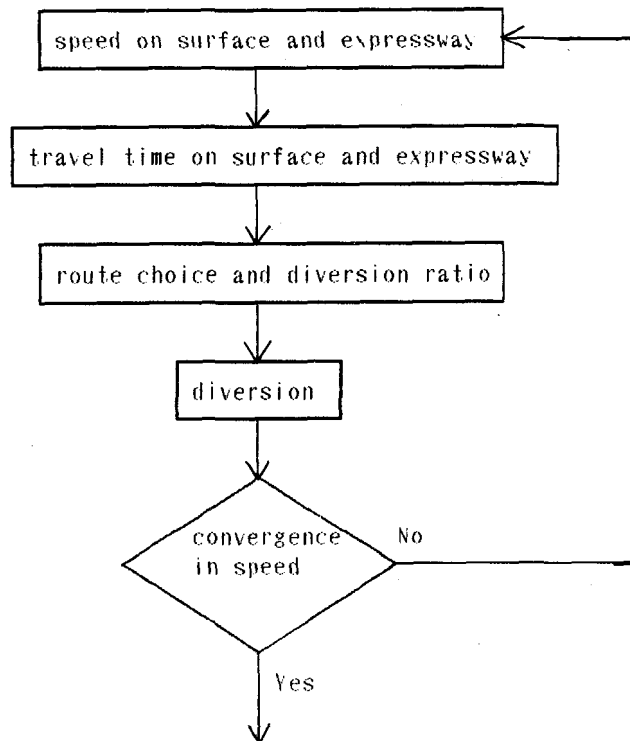 speed on surface and expressway
travel time on surface and expressway
route choice and diversion ratio
diversion
convergence
in speed
No
Yes